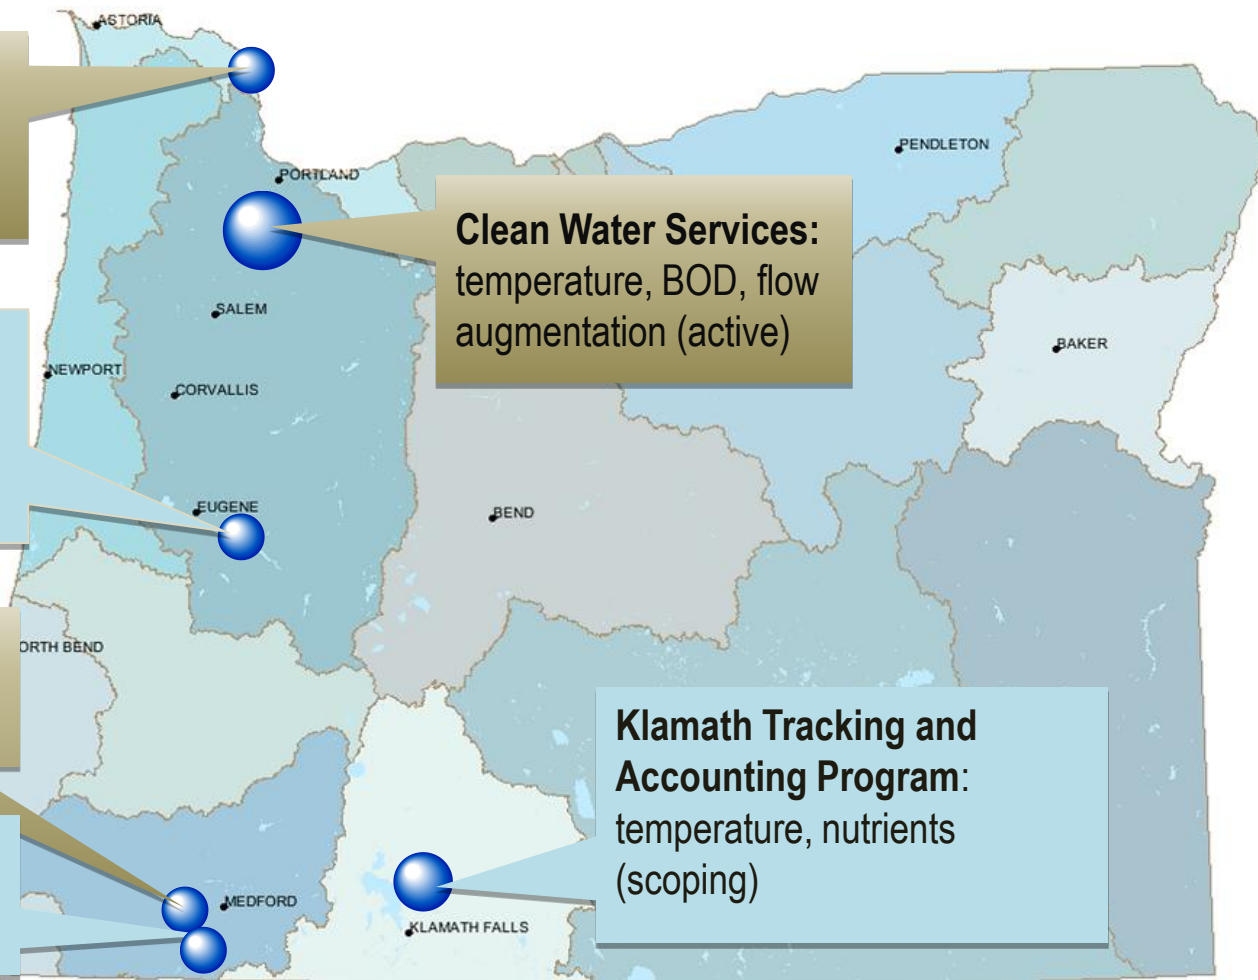 ASTORIA
PENDLETON
PORTLAND
Clean Water Services:
temperature, BOD, flow
augmentation (active)
SALEM
BAKER
NEWPORT
CORVALLIS
EUGENE
BEND
ORTH BEND
Klamath Tracking and
Accounting Program:
temperature, nutrients
(scoping)
MEDFORD
KLAMATH FALLS